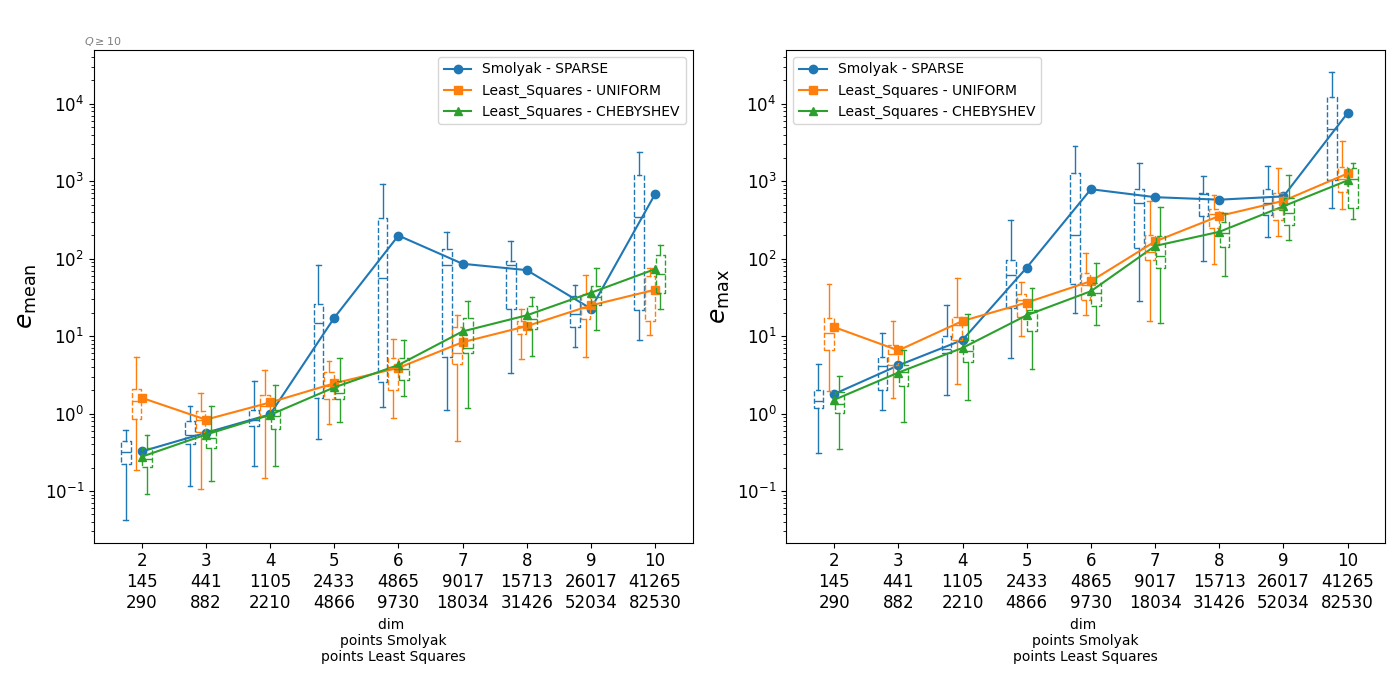 Q ≥ 10
Smolyak - SPARSE
Least_Squares - UNIFORM
Least_Squares - CHEBYSHEV
10⁴
10³
10²
10¹
10⁰
10⁻¹
e_mean
2 3 4 5 6 7 8 9 10
145 441 1105 2433 4865 9017 15713 26017 41265
290 882 2210 4866 9730 18034 31426 52034 82530
dim
points Smolyak
points Least Squares
Smolyak - SPARSE
Least_Squares - UNIFORM
Least_Squares - CHEBYSHEV
10⁴
10³
10²
10¹
10⁰
10⁻¹
e_max
2 3 4 5 6 7 8 9 10
145 441 1105 2433 4865 9017 15713 26017 41265
290 882 2210 4866 9730 18034 31426 52034 82530
dim
points Smolyak
points Least Squares